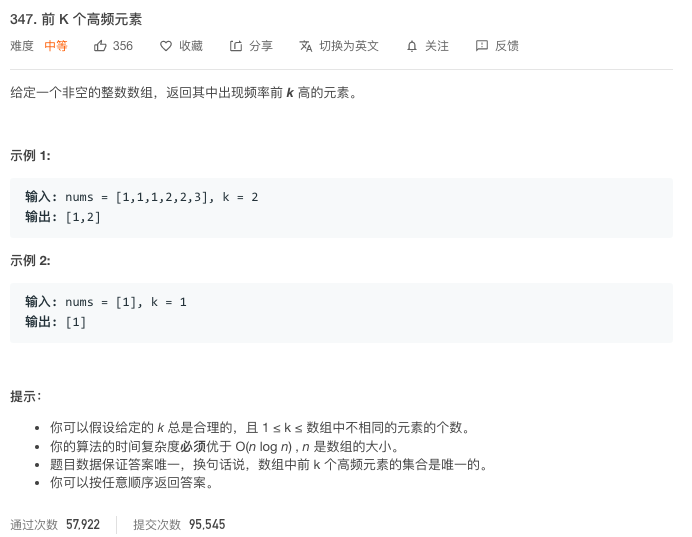 347. 前 K 个高频元素
难度 中等 356 收藏 分享 切换为英文 关注 反馈
给定一个非空的整数数组，返回其中出现频率前 k 高的元素。
示例 1:
输入: nums = [1,1,1,2,2,3], k = 2
输出: [1,2]
示例 2:
输入: nums = [1], k = 1
输出: [1]
提示：
你可以假设给定的 k 总是合理的，且 1 ≤ k ≤ 数组中不相同的元素的个数。
你的算法的时间复杂度必须优于 O(n log n) , n 是数组的大小。
题目数据保证答案唯一，换句话说，数组中前 k 个高频元素的集合是唯一的。
你可以按任意顺序返回答案。
通过次数 57,922 提交次数 95,545